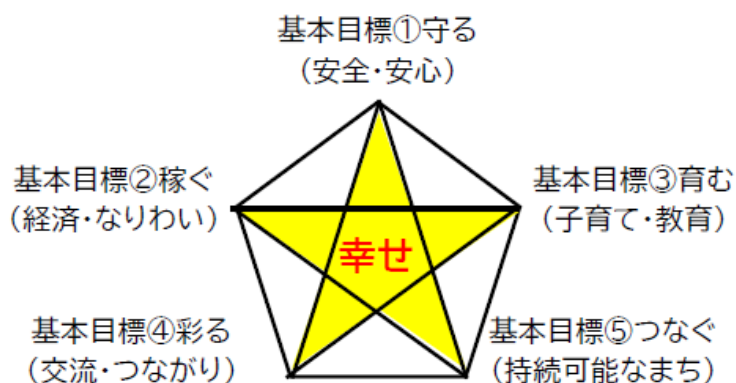 基本目標①守る
（安全・安心）
基本目標②稼ぐ
（経済・なりわい）
基本目標③育む
（子育て・教育）
幸せ
基本目標④彩る
（交流・つながり）
基本目標⑤つなぐ
（持続可能なまち）